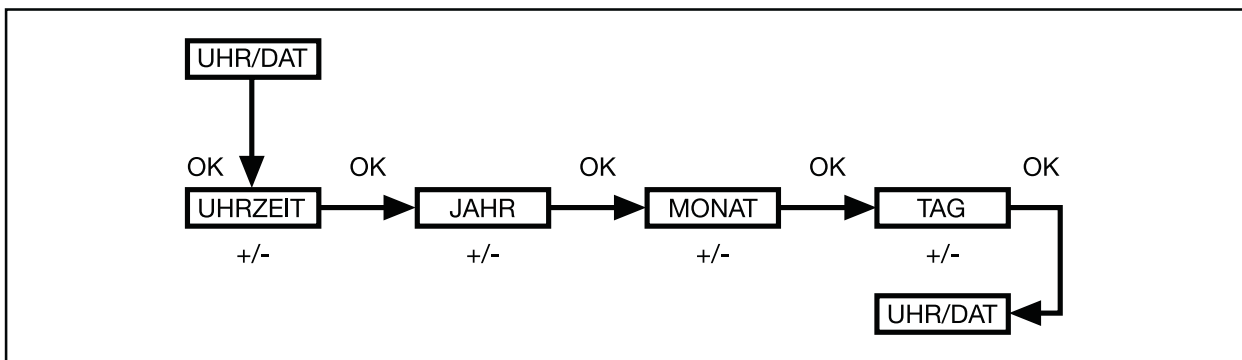 UHR/DAT
OK OK OK OK OK
UHRZEIT JAHR MONAT TAG
+/- +/- +/- +/-
UHR/DAT